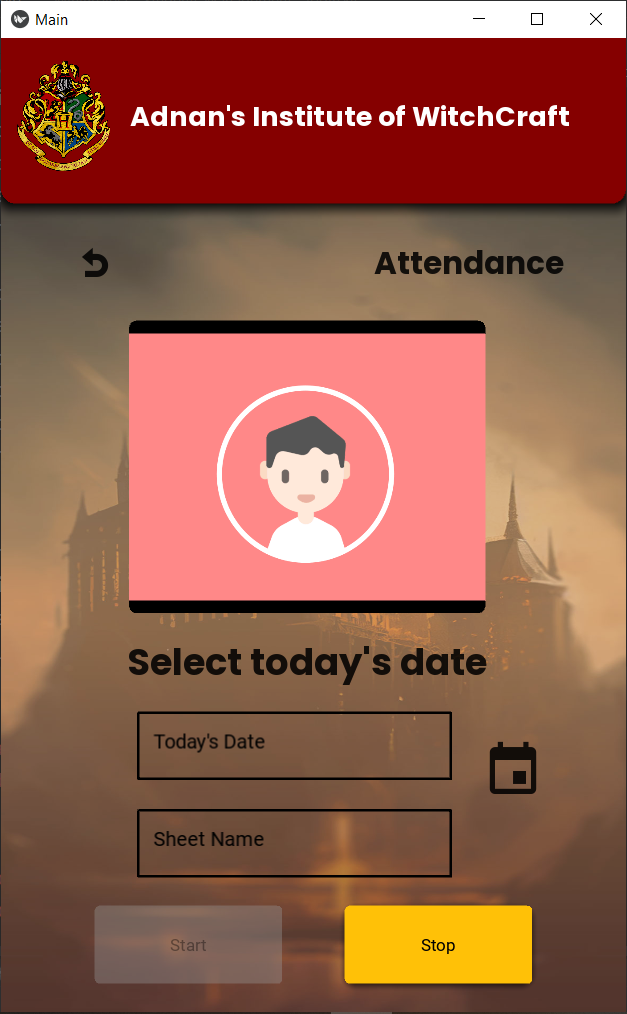 Main
Adnan's Institute of WitchCraft
Attendance
Select today's date
Today's Date
Sheet Name
Start
Stop